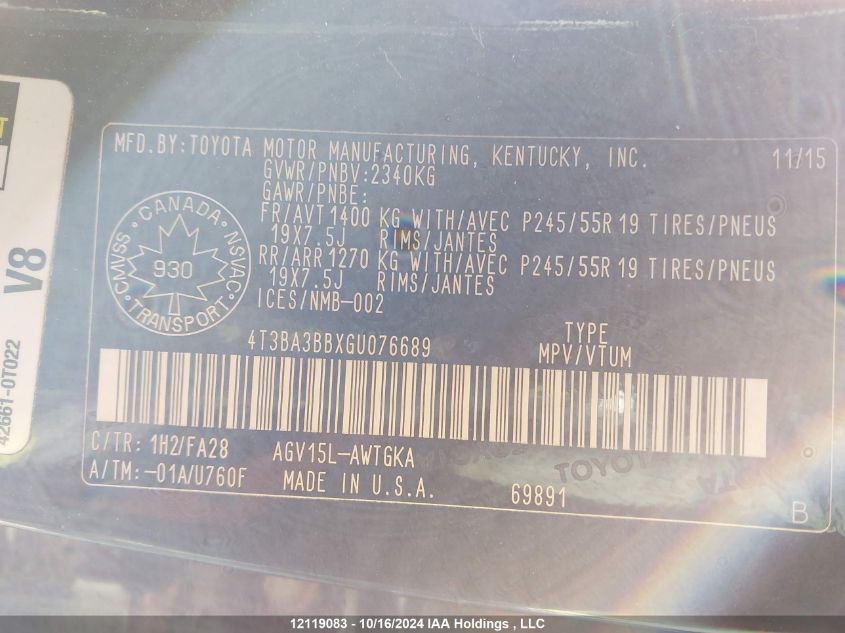 MFD.BY:TOYOTA MOTOR MANUFACTURING, KENTUCKY, INC. 11/15
GVWR/PNBV:2340KG
GAWR/PNBE:
FR/AVT 1400 KG WITH/AVEC P245/55R 19 TIRES/PNEUS
19X7.5J RIMS/JANTES
RR/ARR 1270 KG WITH/AVEC P245/55R 19 TIRES/PNEUS
19X7.5J RIMS/JANTES
ICES/NMB-002
CANADA
CMVSS NSVAC
930
TRANSPORT
4T3BA3BBXGU076689
TYPE
MPV/VTUM
C/TR: 1H2/FA28 AGV15L-AWTGKA
A/TM:-01A/U760F MADE IN U.S.A. 69891
B
TOYOTA
V8
42661-0T022
12119083 - 10/16/2024 IAA Holdings , LLC